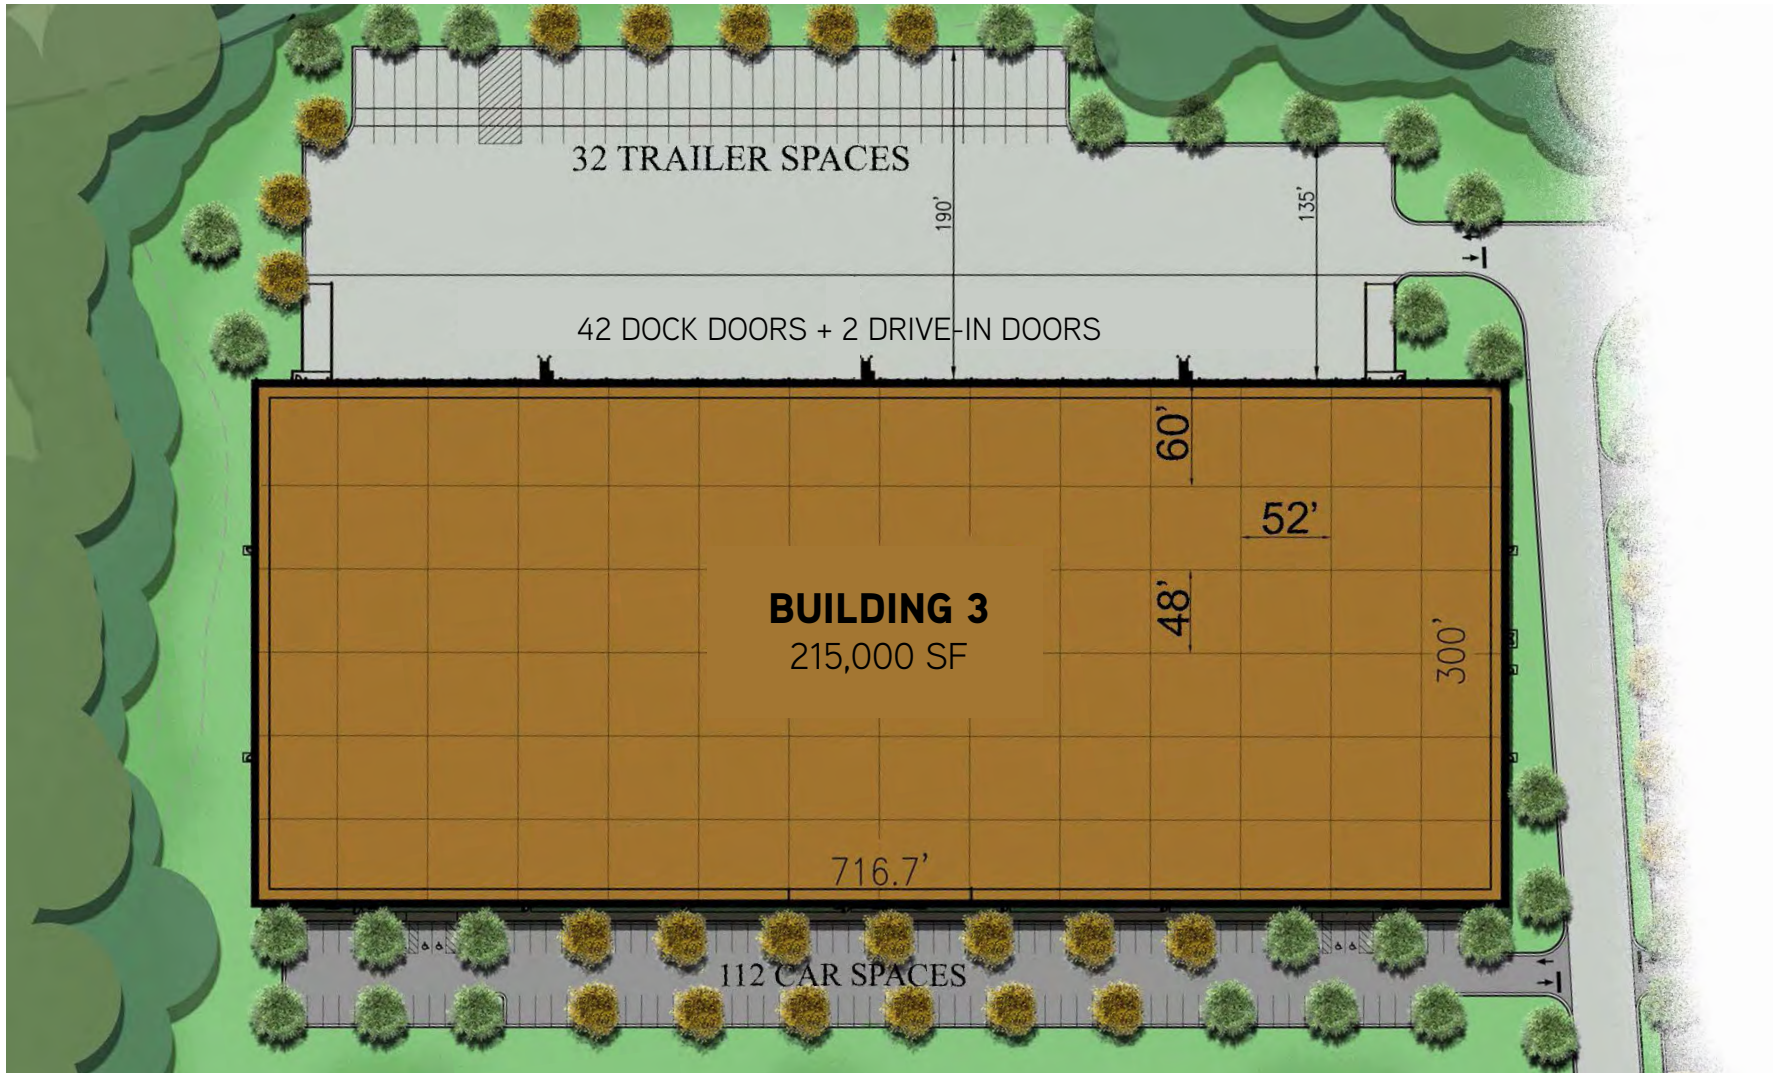 32 TRAILER SPACES
190'
135'
42 DOCK DOORS + 2 DRIVE-IN DOORS
60'
52'
48'
BUILDING 3
215,000 SF
300'
716.7'
112 CAR SPACES